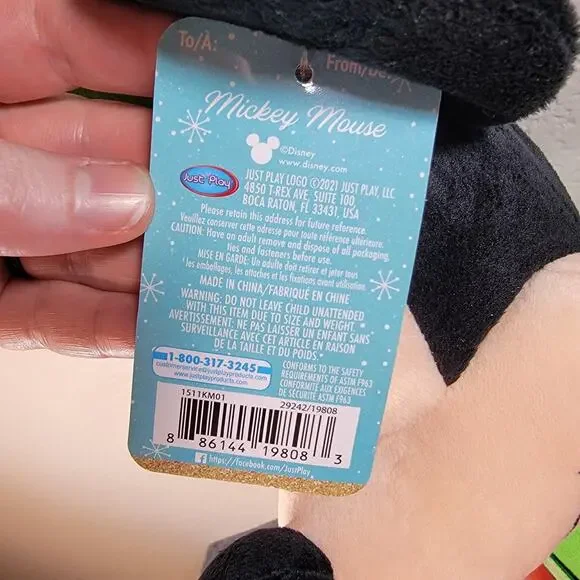 To/A:
From/De:
Mickey Mouse
©Disney
www.disney.com
Just Play
JUST PLAY LOGO ©2021 JUST PLAY, LLC
4850 T-REX AVE, SUITE 100,
BOCA RATON, FL 33431, USA
Please retain this address for future reference.
Veuillez conserver cette adresse pour toute référence ultérieure.
CAUTION: Have an adult remove and dispose of all packaging,
ties and fasteners before use.
MISE EN GARDE: Un adulte doit retirer et jeter tous
les emballages, les attaches et les fixations avant utilisation.
MADE IN CHINA/FABRIQUÉ EN CHINE
WARNING: DO NOT LEAVE CHILD UNATTENDED
WITH THIS ITEM DUE TO SIZE AND WEIGHT
AVERTISSEMENT: NE PAS LAISSER UN ENFANT SANS
SURVEILLANCE AVEC CET ARTICLE EN RAISON
DE LA TAILLE ET DU POIDS
1-800-317-3245
customerservice@justplayproducts.com
www.justplayproducts.com
CONFORMS TO THE SAFETY
REQUIREMENTS OF ASTM F963
CONFORMITÉ AUX EXIGENCES
DE SÉCURITÉ ASTM F963
1511KM01 29242/19808
8 86144 19808 3
https://facebook.com/JustPlay